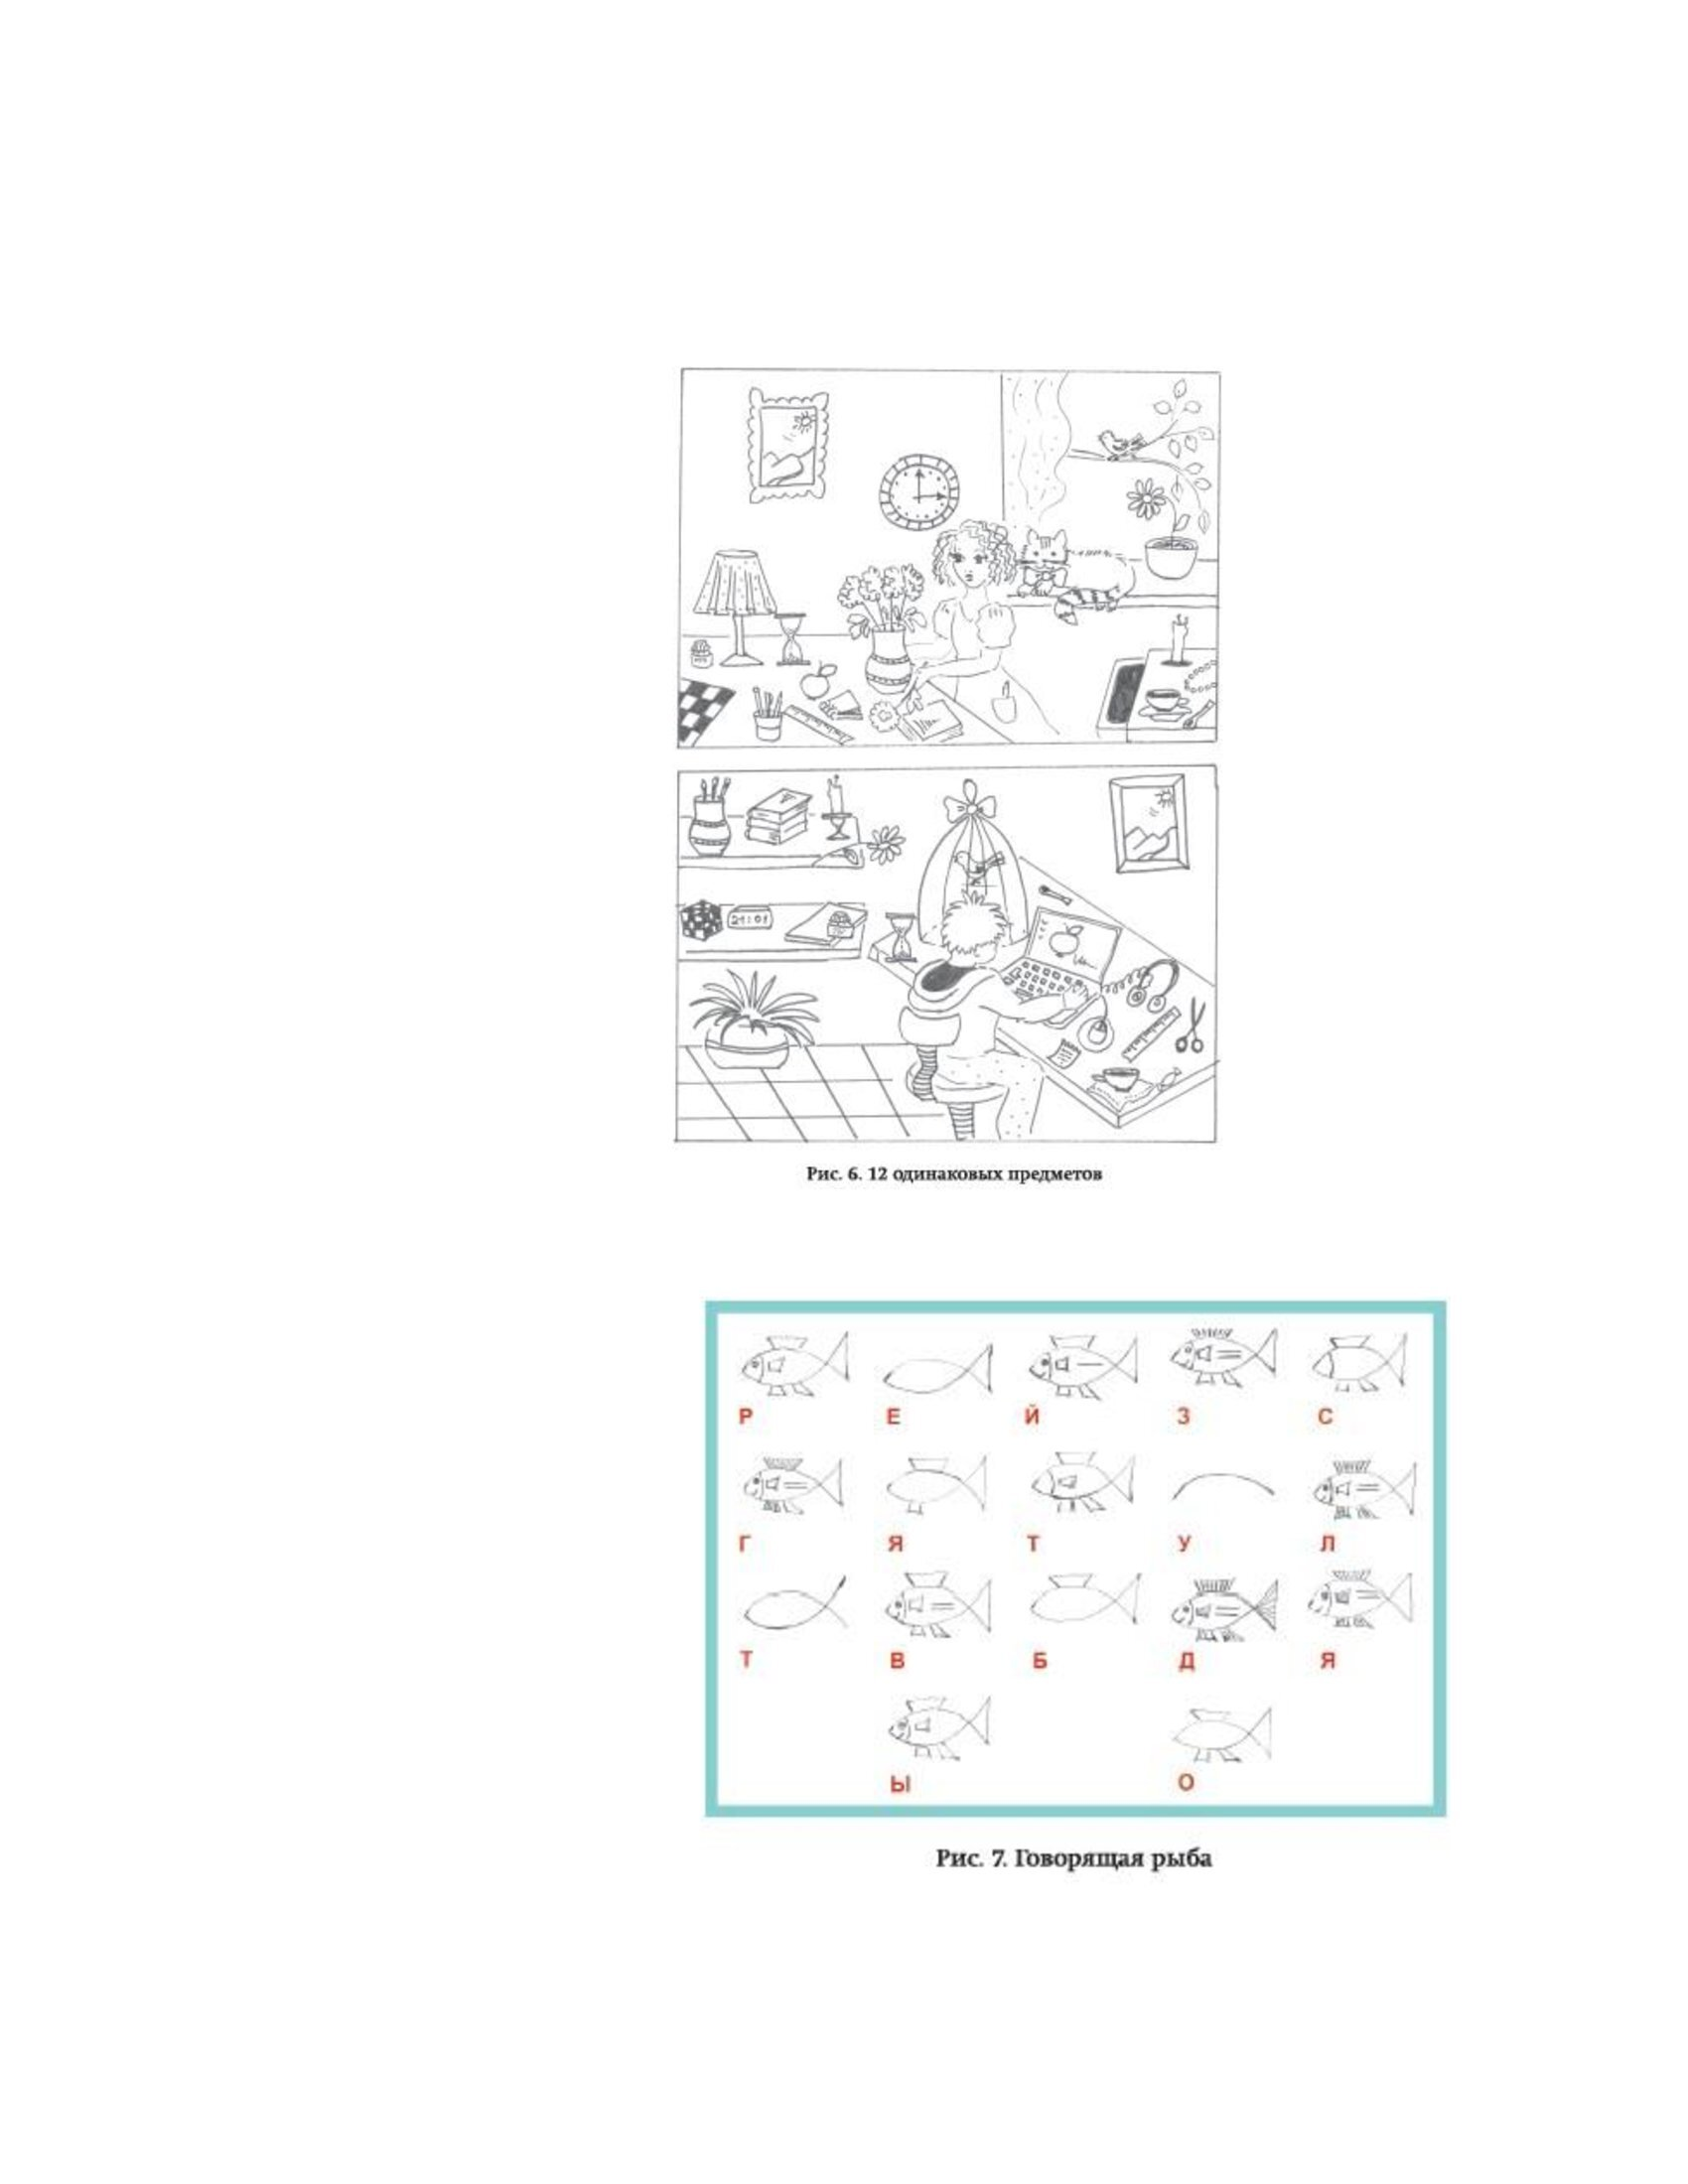 21:01
Рис. 6. 12 одинаковых предметов
Р Е Й З С
Г Я Т У Л
Т В Б Д Я
Ы О
Рис. 7. Говорящая рыба